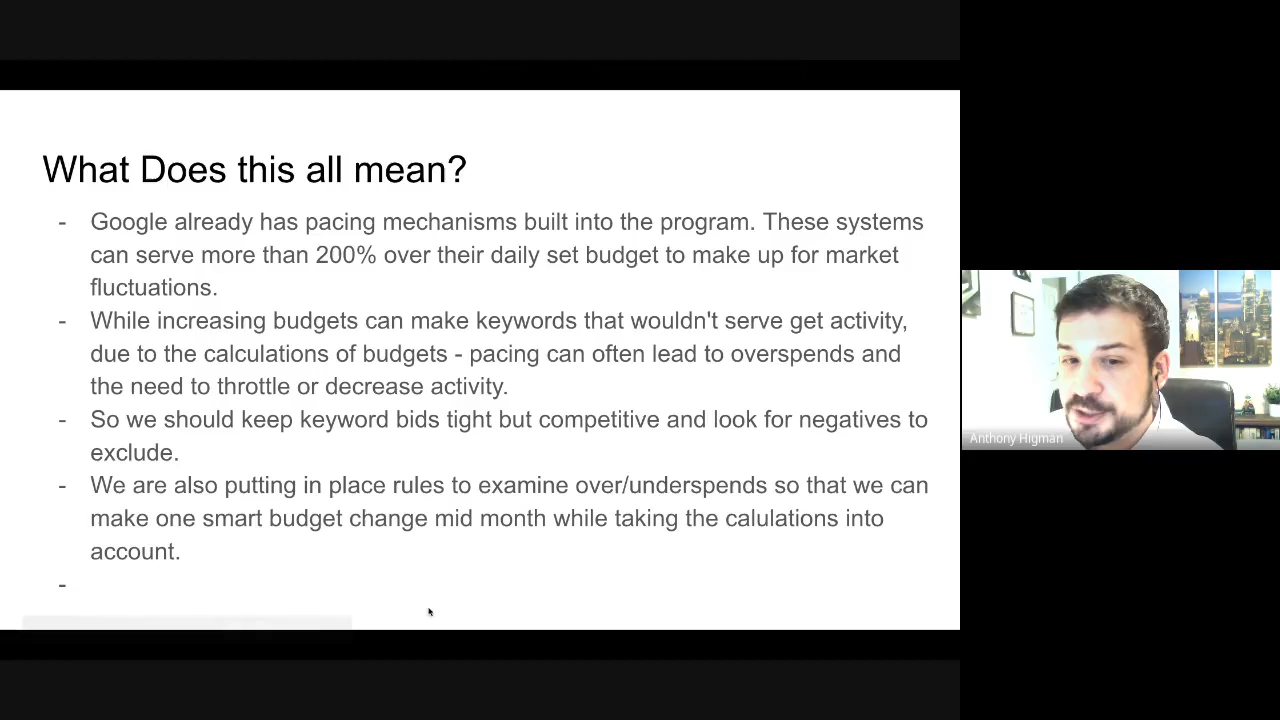 What Does this all mean?
- Google already has pacing mechanisms built into the program. These systems
can serve more than 200% over their daily set budget to make up for market
fluctuations.
- While increasing budgets can make keywords that wouldn't serve get activity,
due to the calculations of budgets - pacing can often lead to overspends and
the need to throttle or decrease activity.
- So we should keep keyword bids tight but competitive and look for negatives to
exclude.
- We are also putting in place rules to examine over/underspends so that we can
make one smart budget change mid month while taking the calulations into
account.
-
Anthony Higman